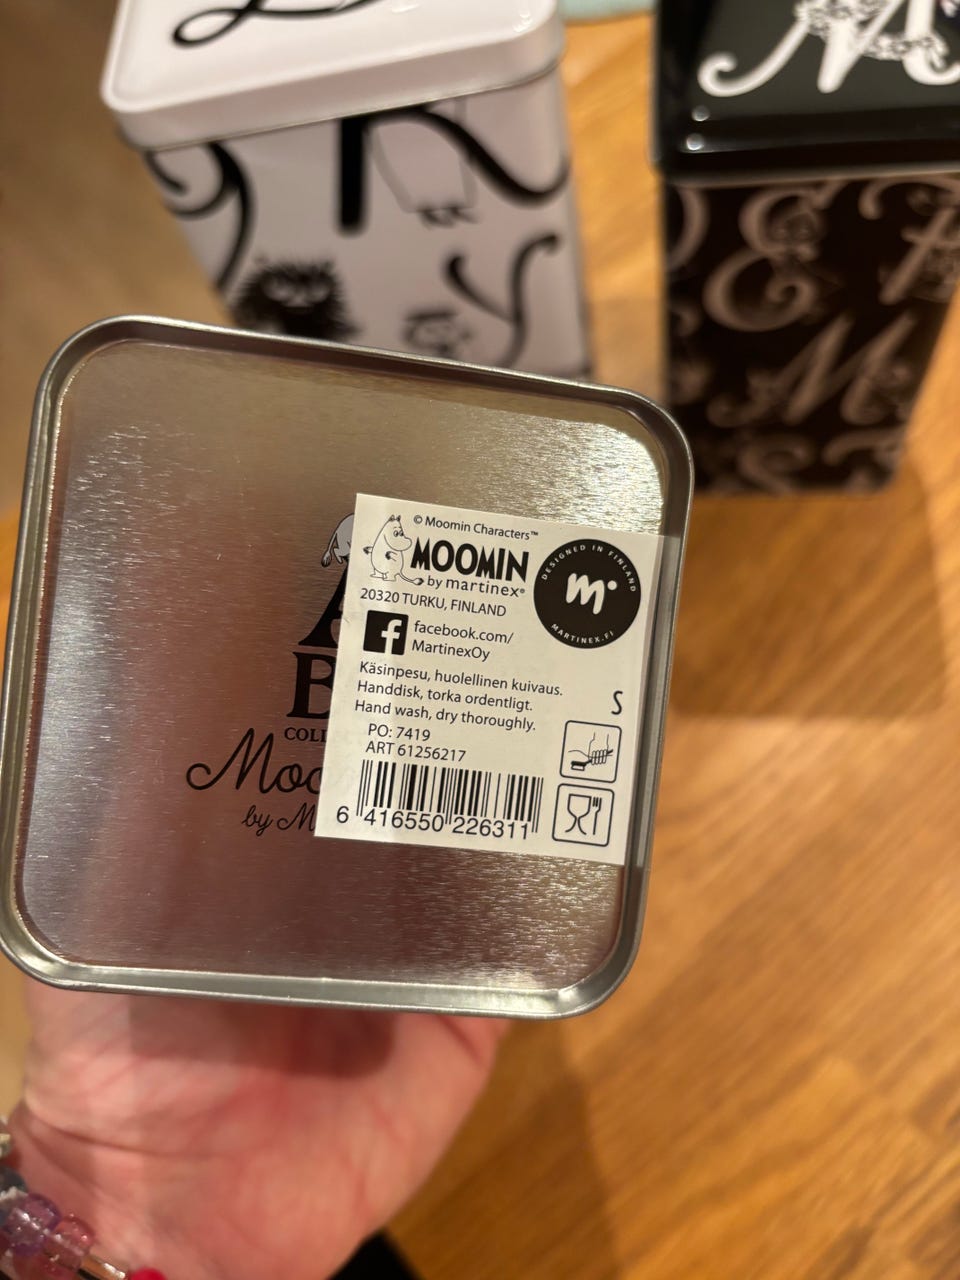 © Moomin Characters™
MOOMIN
by martinex®
20320 TURKU, FINLAND
DESIGNED IN FINLAND
m
MARTINEX.FI
f
facebook.com/
MartinexOy
Käsinpesu, huolellinen kuivaus.
Handdisk, torka ordentligt.
Hand wash, dry thoroughly.
S
PO: 7419
ART 61256217
6 416550 226311
A
B
by M
R
Y
M
E
M